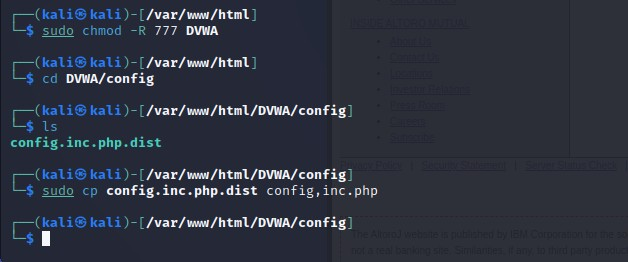 ┌──(kali㉿kali)-[/var/www/html]
└─$ sudo chmod -R 777 DVWA
┌──(kali㉿kali)-[/var/www/html]
└─$ cd DVWA/config
┌──(kali㉿kali)-[/var/www/html/DVWA/config]
└─$ ls
config.inc.php.dist
┌──(kali㉿kali)-[/var/www/html/DVWA/config]
└─$ sudo cp config.inc.php.dist config,inc.php
┌──(kali㉿kali)-[/var/www/html/DVWA/config]
└─$